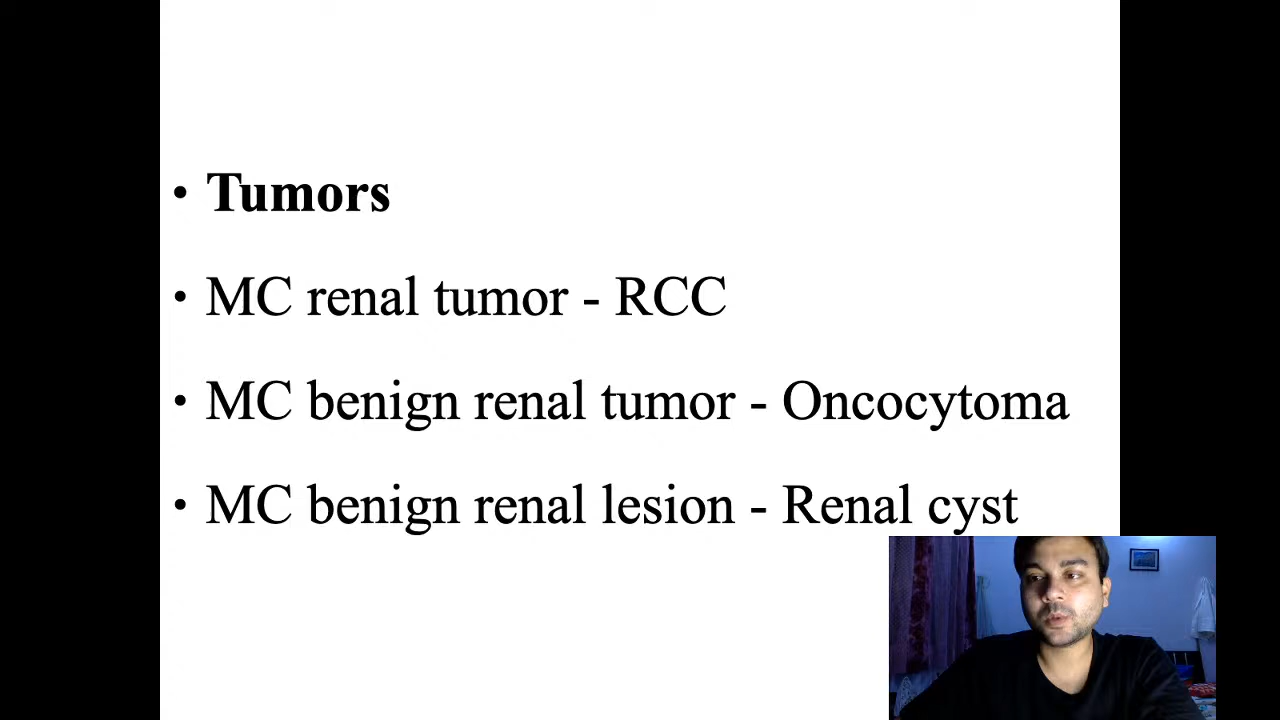 • Tumors
• MC renal tumor - RCC
• MC benign renal tumor - Oncocytoma
• MC benign renal lesion - Renal cyst